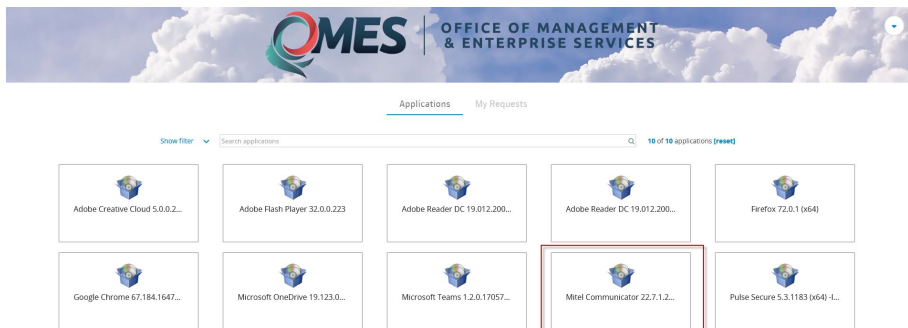 OMES OFFICE OF MANAGEMENT
& ENTERPRISE SERVICES
Applications My Requests
Show filter Search applications 10 of 10 applications [reset]
Adobe Creative Cloud 5.0.0.2... Adobe Flash Player 32.0.0.223 Adobe Reader DC 19.012.200... Adobe Reader DC 19.012.200... Firefox 72.0.1 (x64)
Google Chrome 67.184.1647... Microsoft OneDrive 19.123.0... Microsoft Teams 1.2.0.17057... Mitel Communicator 22.7.1.2... Pulse Secure 5.3.1183 (x64) -I...